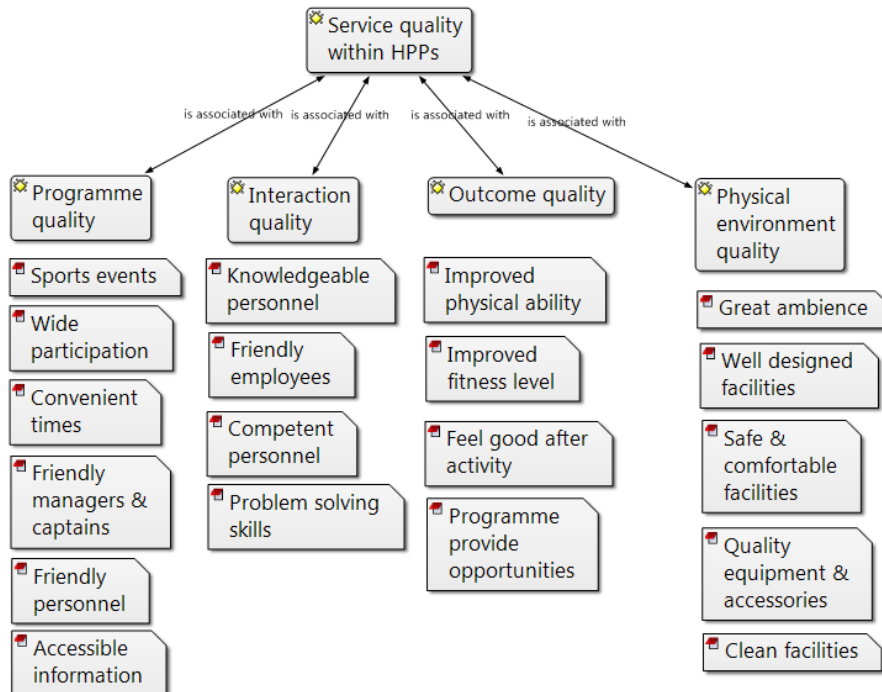 Service quality
within HPPs
is associated with
is associated with
is associated with
is associated with
Programme
quality
Sports events
Wide
participation
Convenient
times
Friendly
managers &
captains
Friendly
personnel
Accessible
information
Interaction
quality
Knowledgeable
personnel
Friendly
employees
Competent
personnel
Problem solving
skills
Outcome quality
Improved
physical ability
Improved
fitness level
Feel good after
activity
Programme
provide
opportunities
Physical
environment
quality
Great ambience
Well designed
facilities
Safe &
comfortable
facilities
Quality
equipment &
accessories
Clean facilities